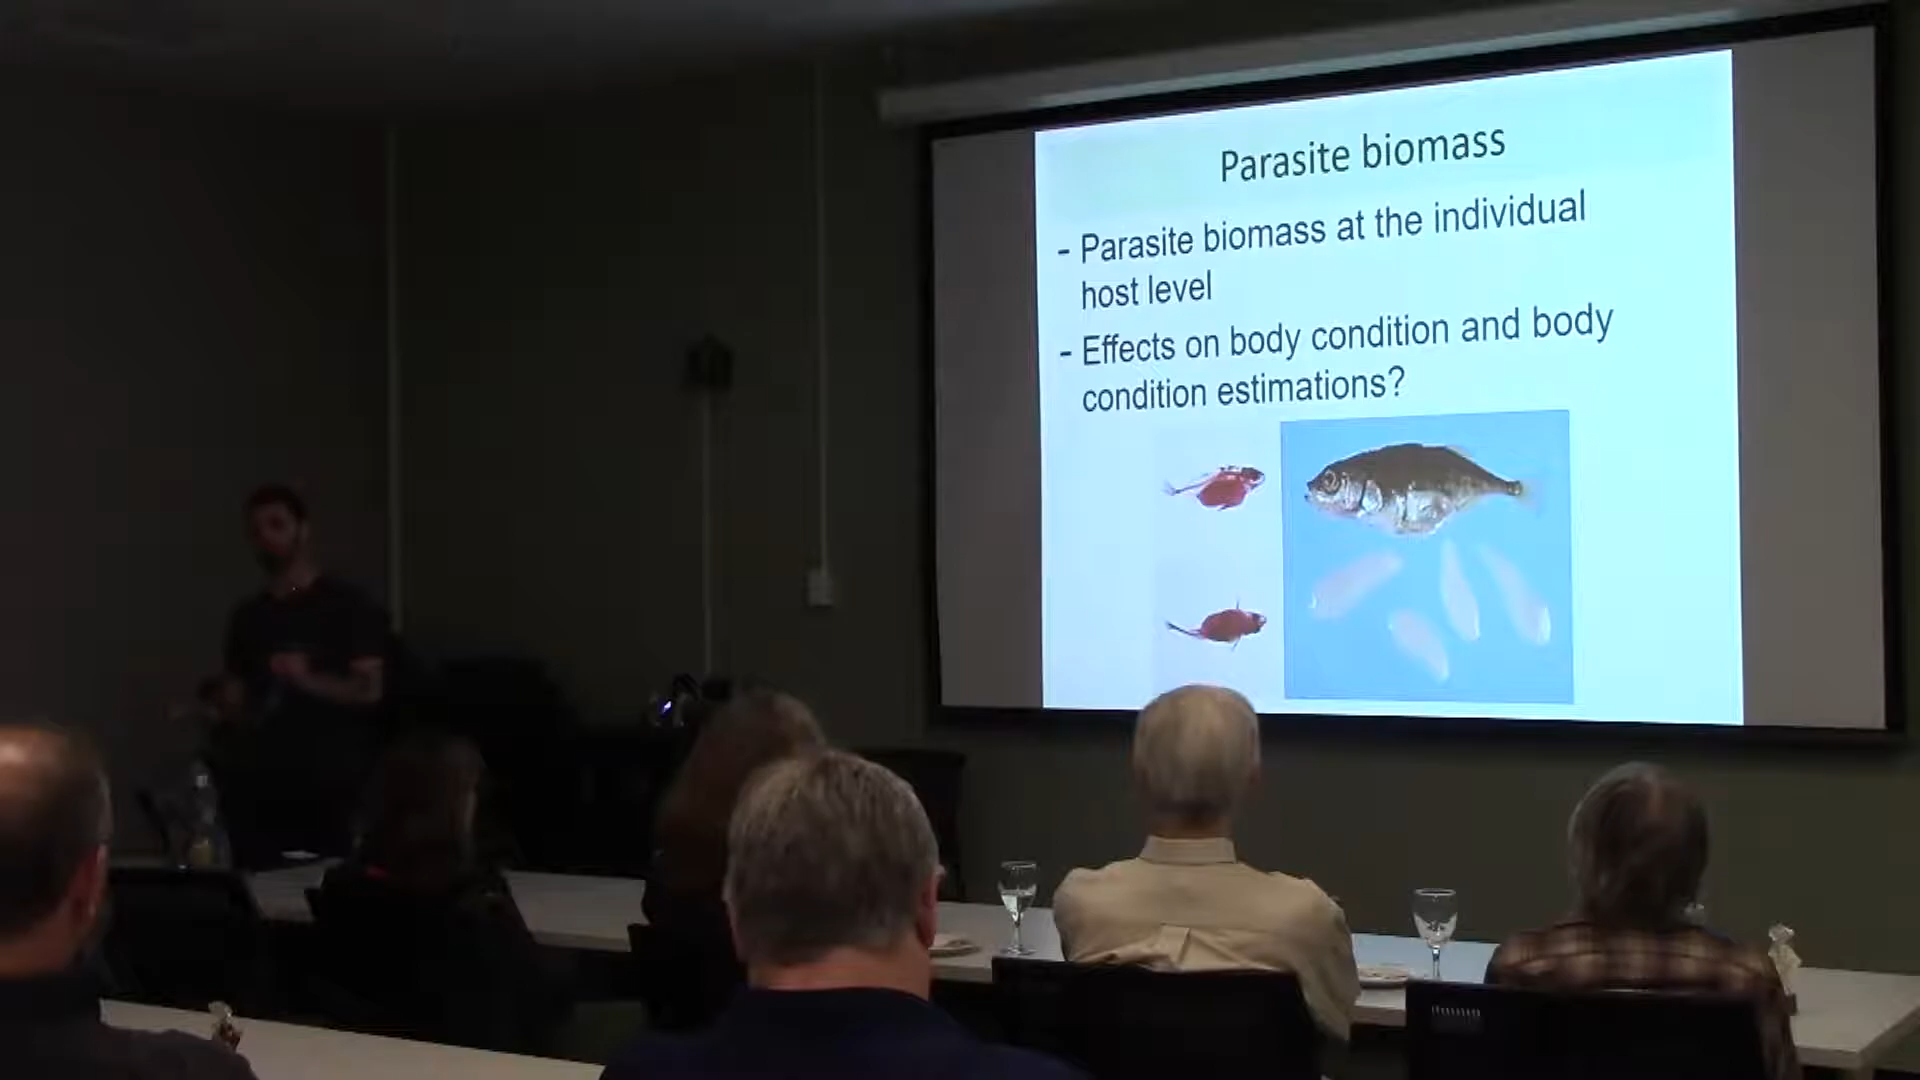 Parasite biomass
- Parasite biomass at the individual
host level
- Effects on body condition and body
condition estimations?